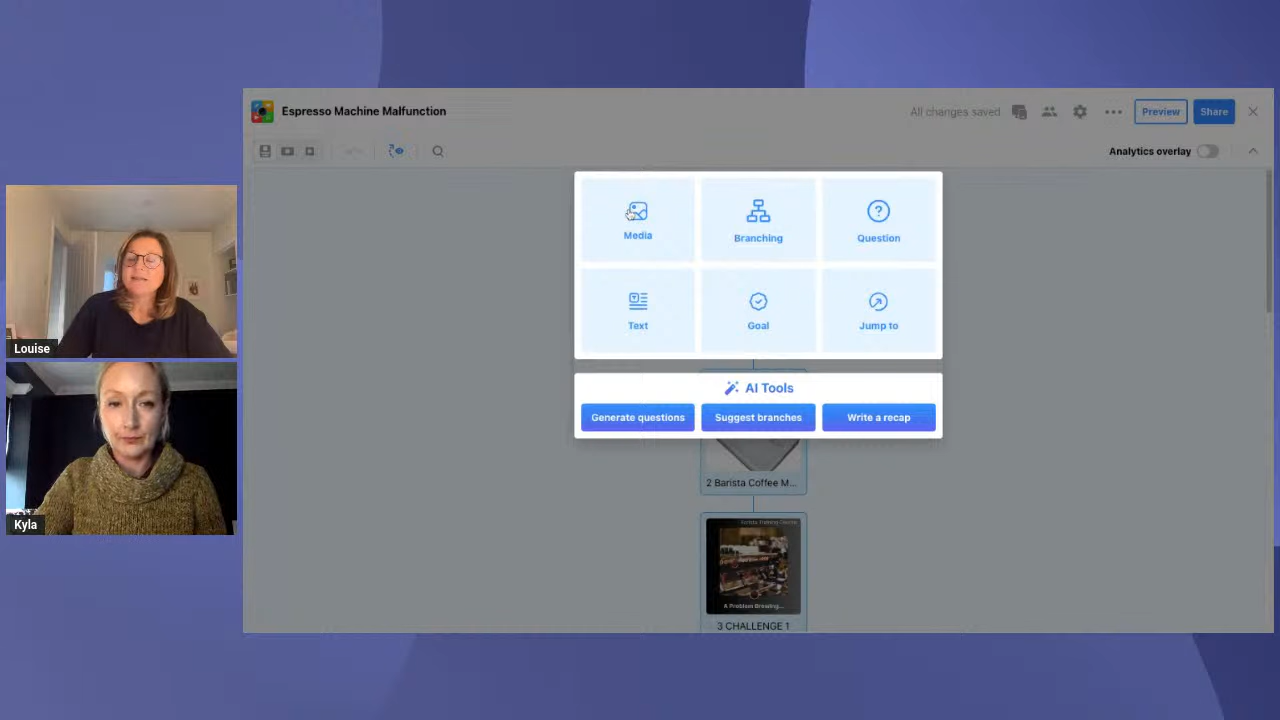 Espresso Machine Malfunction
All changes saved
Preview
Share
Analytics overlay
Media
Branching
Question
Text
Goal
Jump to
AI Tools
Generate questions
Suggest branches
Write a recap
2 Barista Coffee M...
A Problem Brewing...
3 CHALLENGE 1
Louise
Kyla